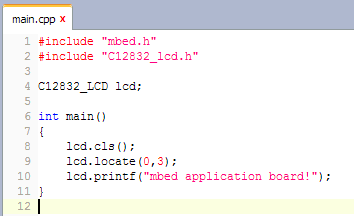 main.cpp x
1 #include "mbed.h"
2 #include "C12832_lcd.h"
3
4 C12832_LCD lcd;
5
6 int main()
7 {
8     lcd.cls();
9     lcd.locate(0,3);
10     lcd.printf("mbed application board!");
11 }
12